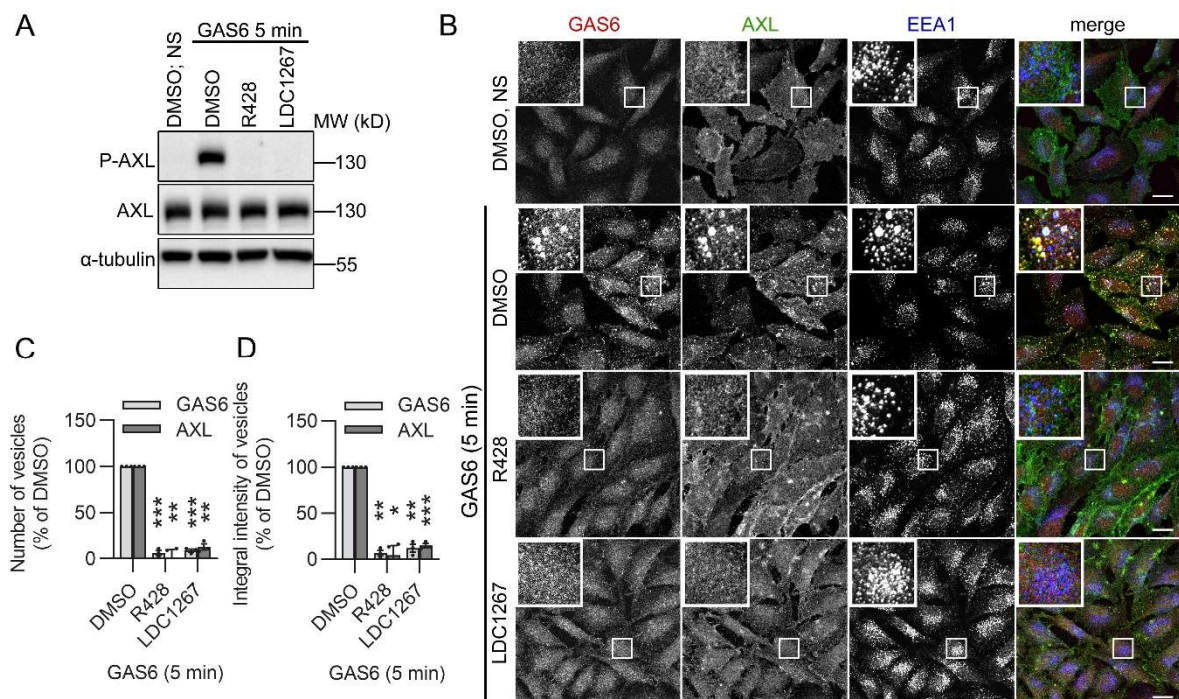 A
GAS6 5 min
DMSO; NS
DMSO
R428
LDC1267
MW (kD)
P-AXL
130
AXL
130
α-tubulin
55
B
GAS6
AXL
EEA1
merge
DMSO, NS
DMSO
R428
LDC1267
GAS6 (5 min)
C
Number of vesicles
(% of DMSO)
150
100
50
0
GAS6
AXL
***
**
***
**
DMSO
R428
LDC1267
GAS6 (5 min)
D
Integral intensity of vesicles
(% of DMSO)
150
100
50
0
GAS6
AXL
**
*
**
***
DMSO
R428
LDC1267
GAS6 (5 min)